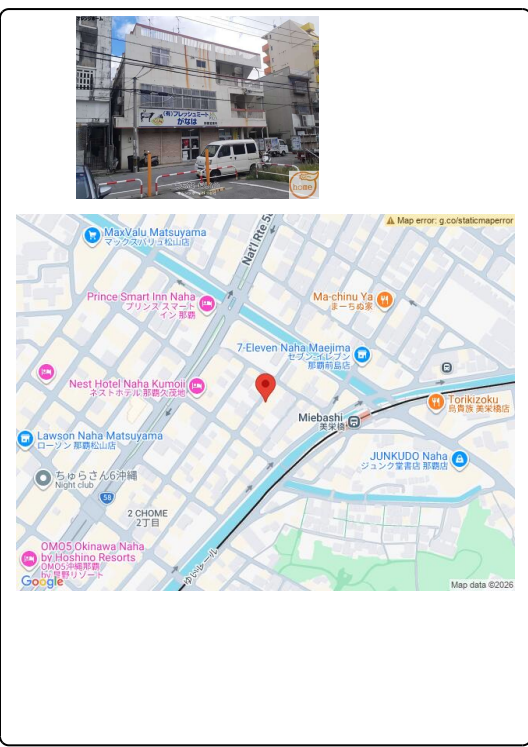 (有)フレッシュミート
がなは
bone
Map error: g.co/staticmaperror
MaxValu Matsuyama
マックスバリュ松山店
Nat'l Rte 58
Prince Smart Inn Naha
プリンス スマート
イン 那覇
Ma-chinu Ya
まーちぬ家
7-Eleven Naha Maejima
セブン-イレブン
那覇前島店
Nest Hotel Naha Kumoji
ネストホテル 那覇久茂地
Torikizoku
鳥貴族 美栄橋店
Miebashi
美栄橋
Lawson Naha Matsuyama
ローソン 那覇松山店
JUNKUDO Naha
ジュンク堂書店 那覇店
ちゅらさん6沖縄
Night club
58
2 CHOME
2丁目
OMO5 Okinawa Naha
by Hoshino Resorts
OMO5沖縄那覇
by 星野リゾート
ゆいレール
Google
Map data ©2026